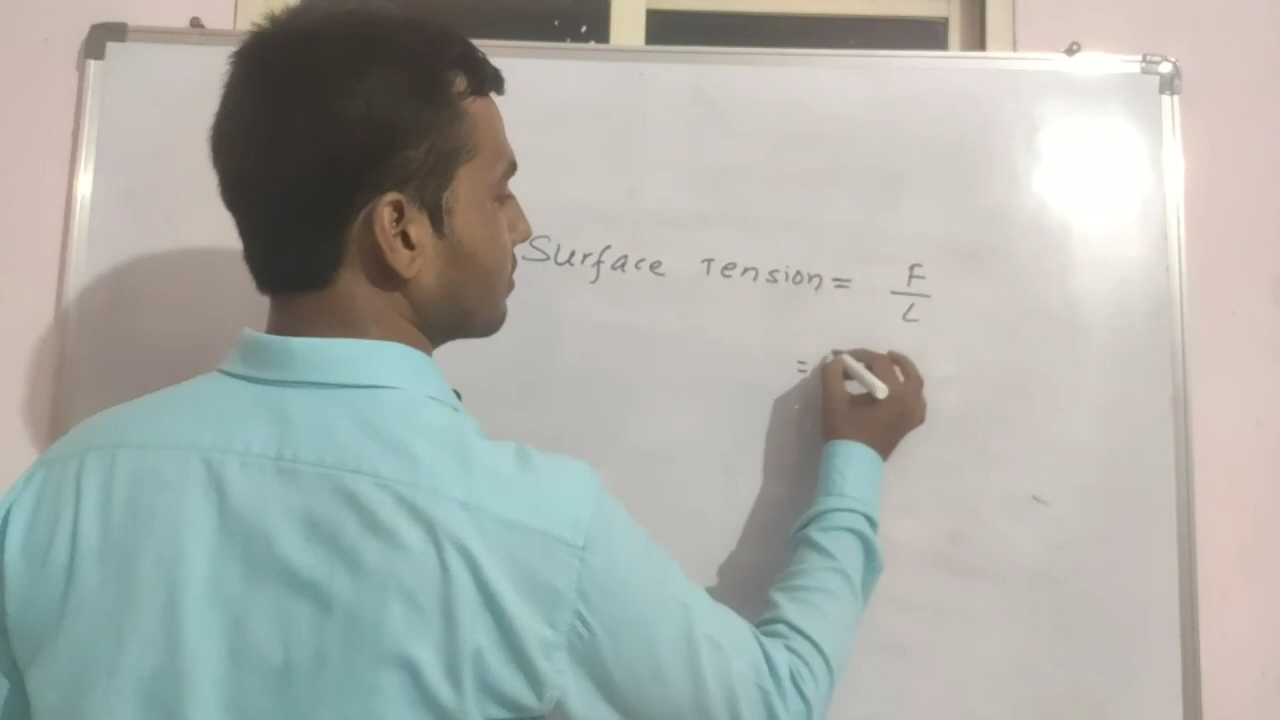 Surface Tension = F/L
=